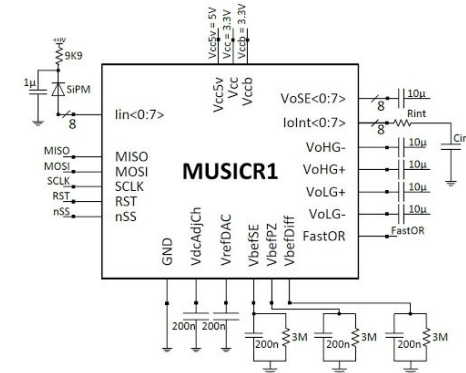 +HV
9K9
1µ
SiPM
8
Vcc5v = 5V
Vcc = 3.3V
Vccb = 3.3V
Vcc5v
Vcc
Vccb
Iin<0:7>
MISO
MOSI
SCLK
RST
nSS
MISO
MOSI
SCLK
RST
nSS
MUSICR1
VoSE<0:7>
IoInt<0:7>
VoHG-
VoHG+
VoLG+
VoLG-
FastOR
8
10µ
8
Rint
Cin
10µ
10µ
10µ
10µ
FastOR
GND
VdcAdjCh
VrefDAC
VbefSE
VbefPZ
VbefDiff
200n
200n
200n
3M
200n
3M
200n
3M